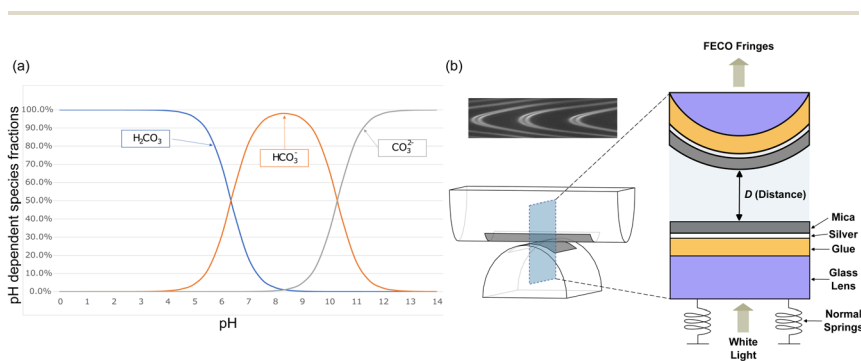 (a)
pH dependent species fractions
100.0%
90.0%
80.0%
70.0%
60.0%
50.0%
40.0%
30.0%
20.0%
10.0%
0.0%
H₂CO₃
HCO₃⁻
CO₃²⁻
0 1 2 3 4 5 6 7 8 9 10 11 12 13 14
pH
(b)
FECO Fringes
D (Distance)
Mica
Silver
Glue
Glass
Lens
Normal
Springs
White
Light